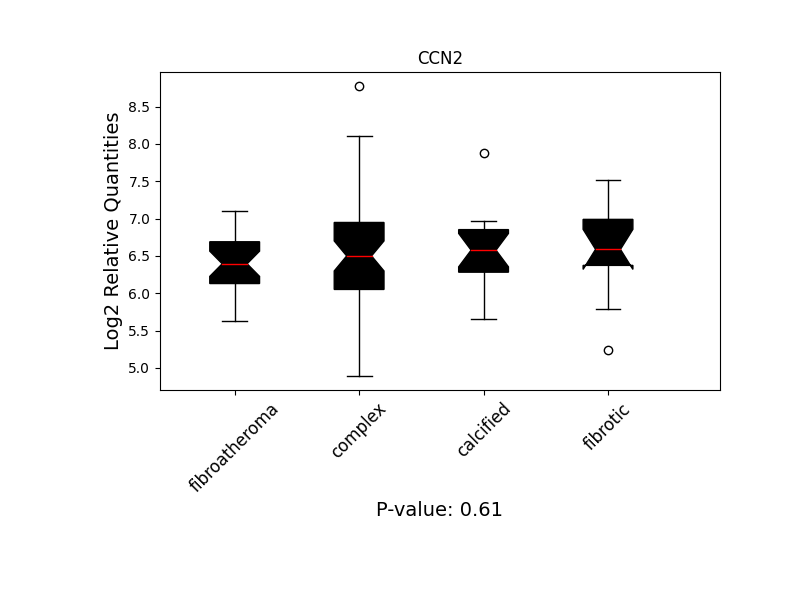 CCN2
Log2 Relative Quantities
8.5
8.0
7.5
7.0
6.5
6.0
5.5
5.0
fibroatheroma
complex
calcified
fibrotic
P-value: 0.61